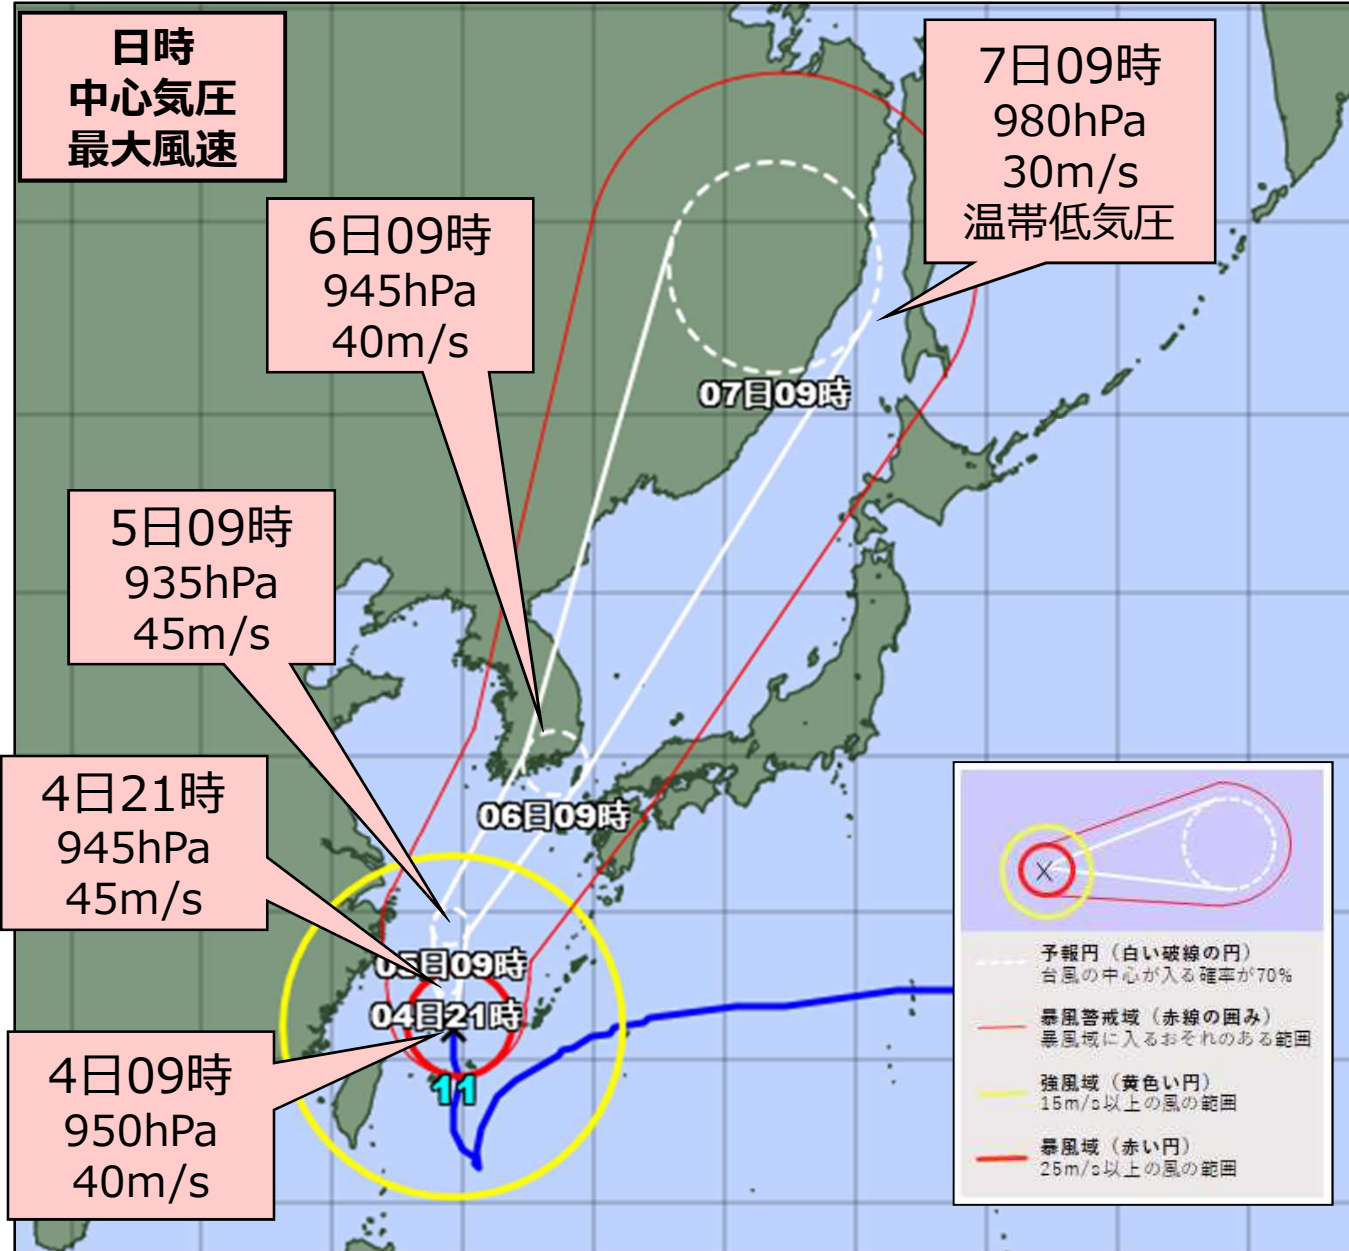 日時
中心気圧
最大風速
7日09時
980hPa
30m/s
温帯低気圧
6日09時
945hPa
40m/s
07日09時
5日09時
935hPa
45m/s
4日21時
945hPa
45m/s
06日09時
05日09時
04日21時
4日09時
950hPa
40m/s
11
予報円（白い破線の円）
台風の中心が入る確率が70%
暴風警戒域（赤線の囲み）
暴風域に入るおそれのある範囲
強風域（黄色い円）
15m/s以上の風の範囲
暴風域（赤い円）
25m/s以上の風の範囲